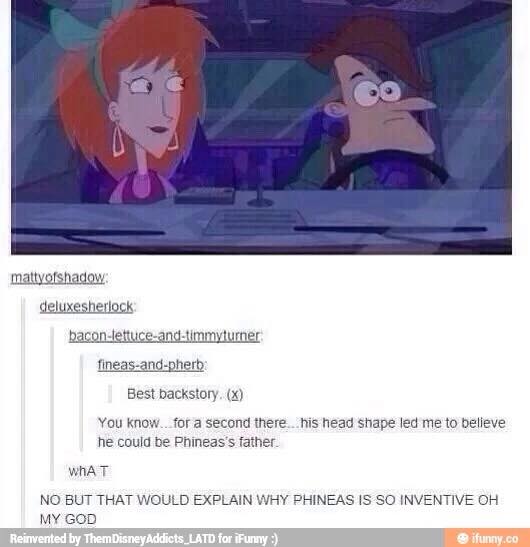 mattyofshadow:
deluxesherlock:
bacon-lettuce-and-timmyturner:
fineas-and-pherb:
Best backstory. (x)
You know...for a second there...his head shape led me to believe
he could be Phineas's father.
whA T
NO BUT THAT WOULD EXPLAIN WHY PHINEAS IS SO INVENTIVE OH
MY GOD
Reinvented by ThemDisneyAddicts_LATD for iFunny :)
ifunny.co